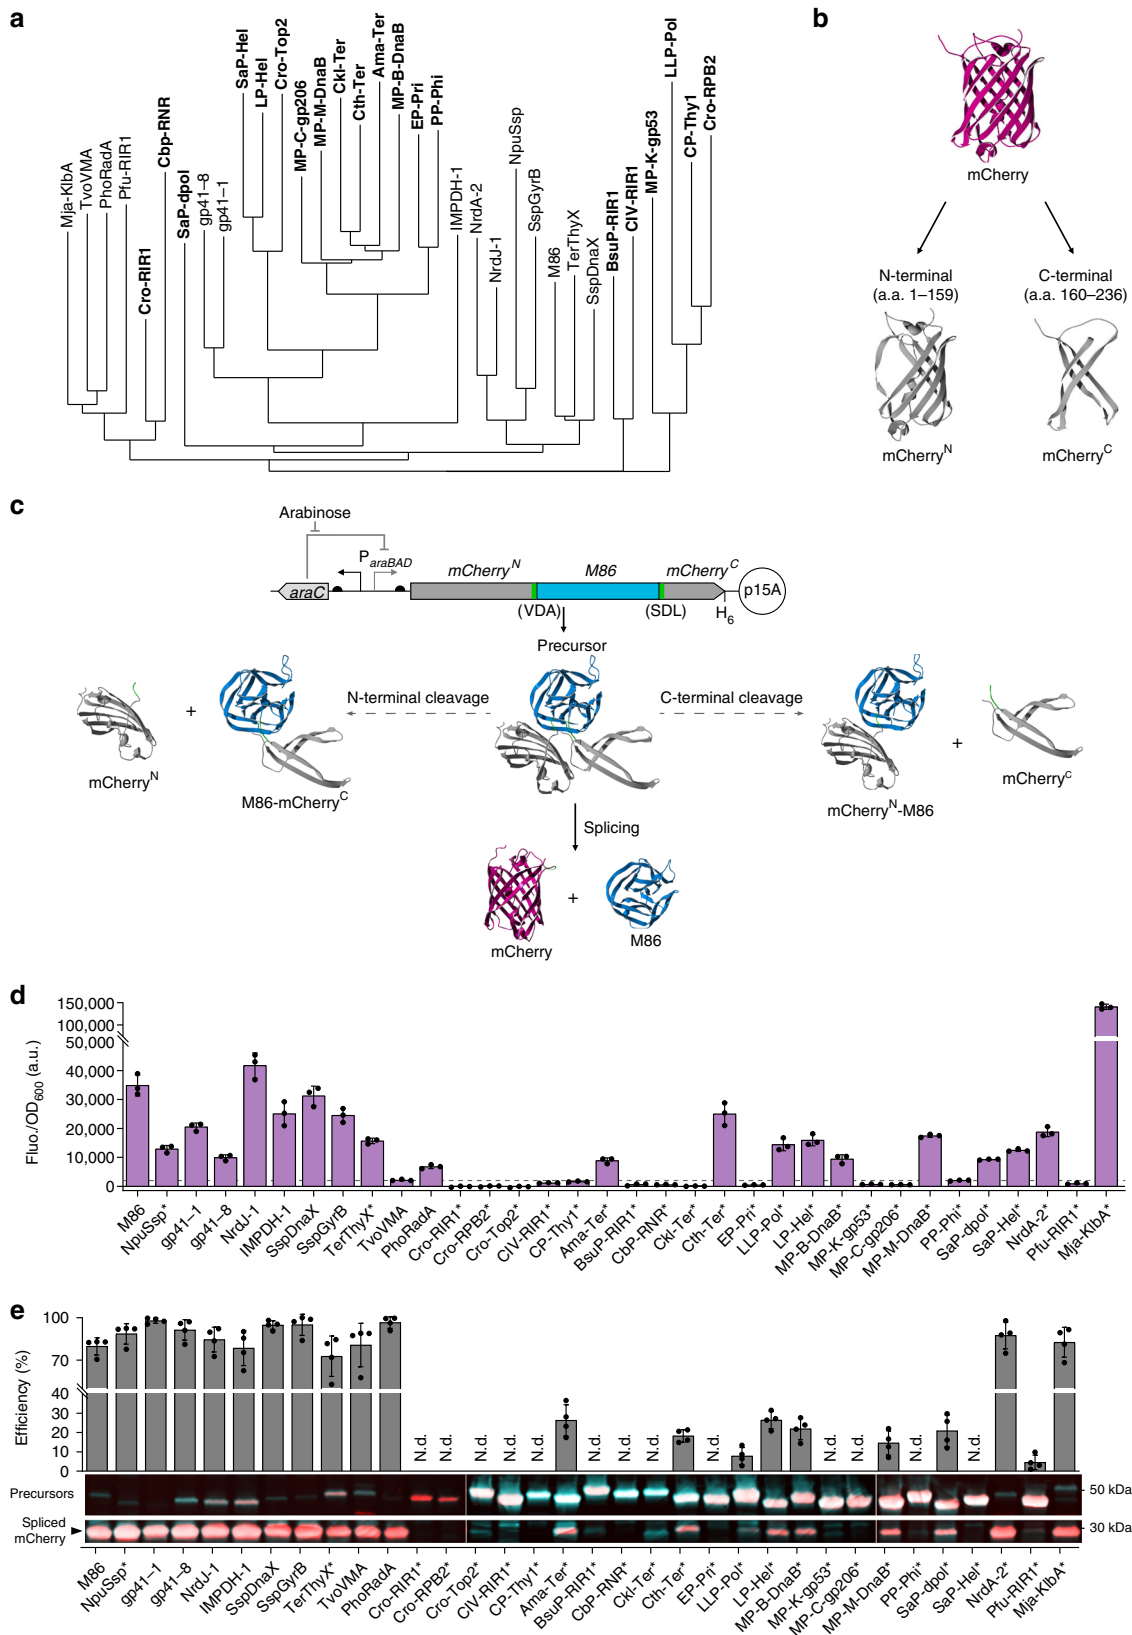 a
Mja-KlbA
TvoVMA
PhoRadA
Pfu-RIR1
Cro-RIR1
Cbp-RNR
SaP-dpol
gp41–8
gp41–1
SaP-Hel
LP-Hel
Cro-Top2
MP-C-gp206
MP-M-DnaB
Ckl-Ter
Cth-Ter
Ama-Ter
MP-B-DnaB
EP-Pri
PP-Phi
IMPDH-1
NrdA-2
NrdJ-1
NpuSsp
SspGyrB
M86
TerThyX
SspDnaX
BsuP-RIR1
CIV-RIR1
MP-K-gp53
LLP-Pol
CP-Thy1
Cro-RPB2
b
mCherry
N-terminal
(a.a. 1–159)
C-terminal
(a.a. 160–236)
mCherryN
mCherryC
c
Arabinose
ParaBAD
araC
mCherryN
M86
mCherryC
p15A
(VDA)
(SDL)
H6
Precursor
N-terminal cleavage
C-terminal cleavage
+
+
mCherryN
M86-mCherryC
mCherryN-M86
mCherryC
Splicing
+
mCherry
M86
d
Fluo./OD600 (a.u.)
150,000
100,000
50,000
40,000
30,000
20,000
10,000
0
M86
NpuSsp*
gp41–1
gp41–8
NrdJ-1
IMPDH-1
SspDnaX
SspGyrB
TerThyX*
TvoVMA
PhoRadA
Cro-RIR1*
Cro-RPB2*
Cro-Top2*
CIV-RIR1*
CP-Thy1*
Ama-Ter*
BsuP-RIR1*
CbP-RNR*
Ckl-Ter*
Cth-Ter*
EP-Pri*
LLP-Pol*
LP-Hel*
MP-B-DnaB*
MP-K-gp53*
MP-C-gp206*
MP-M-DnaB*
PP-Phi*
SaP-dpol*
SaP-Hel*
NrdA-2*
Pfu-RIR1*
Mja-KlbA*
e
Efficiency (%)
100
70
40
30
20
10
0
N.d.
N.d.
N.d.
N.d.
N.d.
N.d.
N.d.
N.d.
N.d.
N.d.
N.d.
N.d.
N.d.
Precursors
50 kDa
Spliced
mCherry
30 kDa
M86
NpuSsp*
gp41–1
gp41–8
NrdJ-1
IMPDH-1
SspDnaX
SspGyrB
TerThyX*
TvoVMA
PhoRadA
Cro-RIR1*
Cro-RPB2*
Cro-Top2*
CIV-RIR1*
CP-Thy1*
Ama-Ter*
BsuP-RIR1*
CbP-RNR*
Ckl-Ter*
Cth-Ter*
EP-Pri*
LLP-Pol*
LP-Hel*
MP-B-DnaB*
MP-K-gp53*
MP-C-gp206*
MP-M-DnaB*
PP-Phi*
SaP-dpol*
SaP-Hel*
NrdA-2*
Pfu-RIR1*
Mja-KlbA*